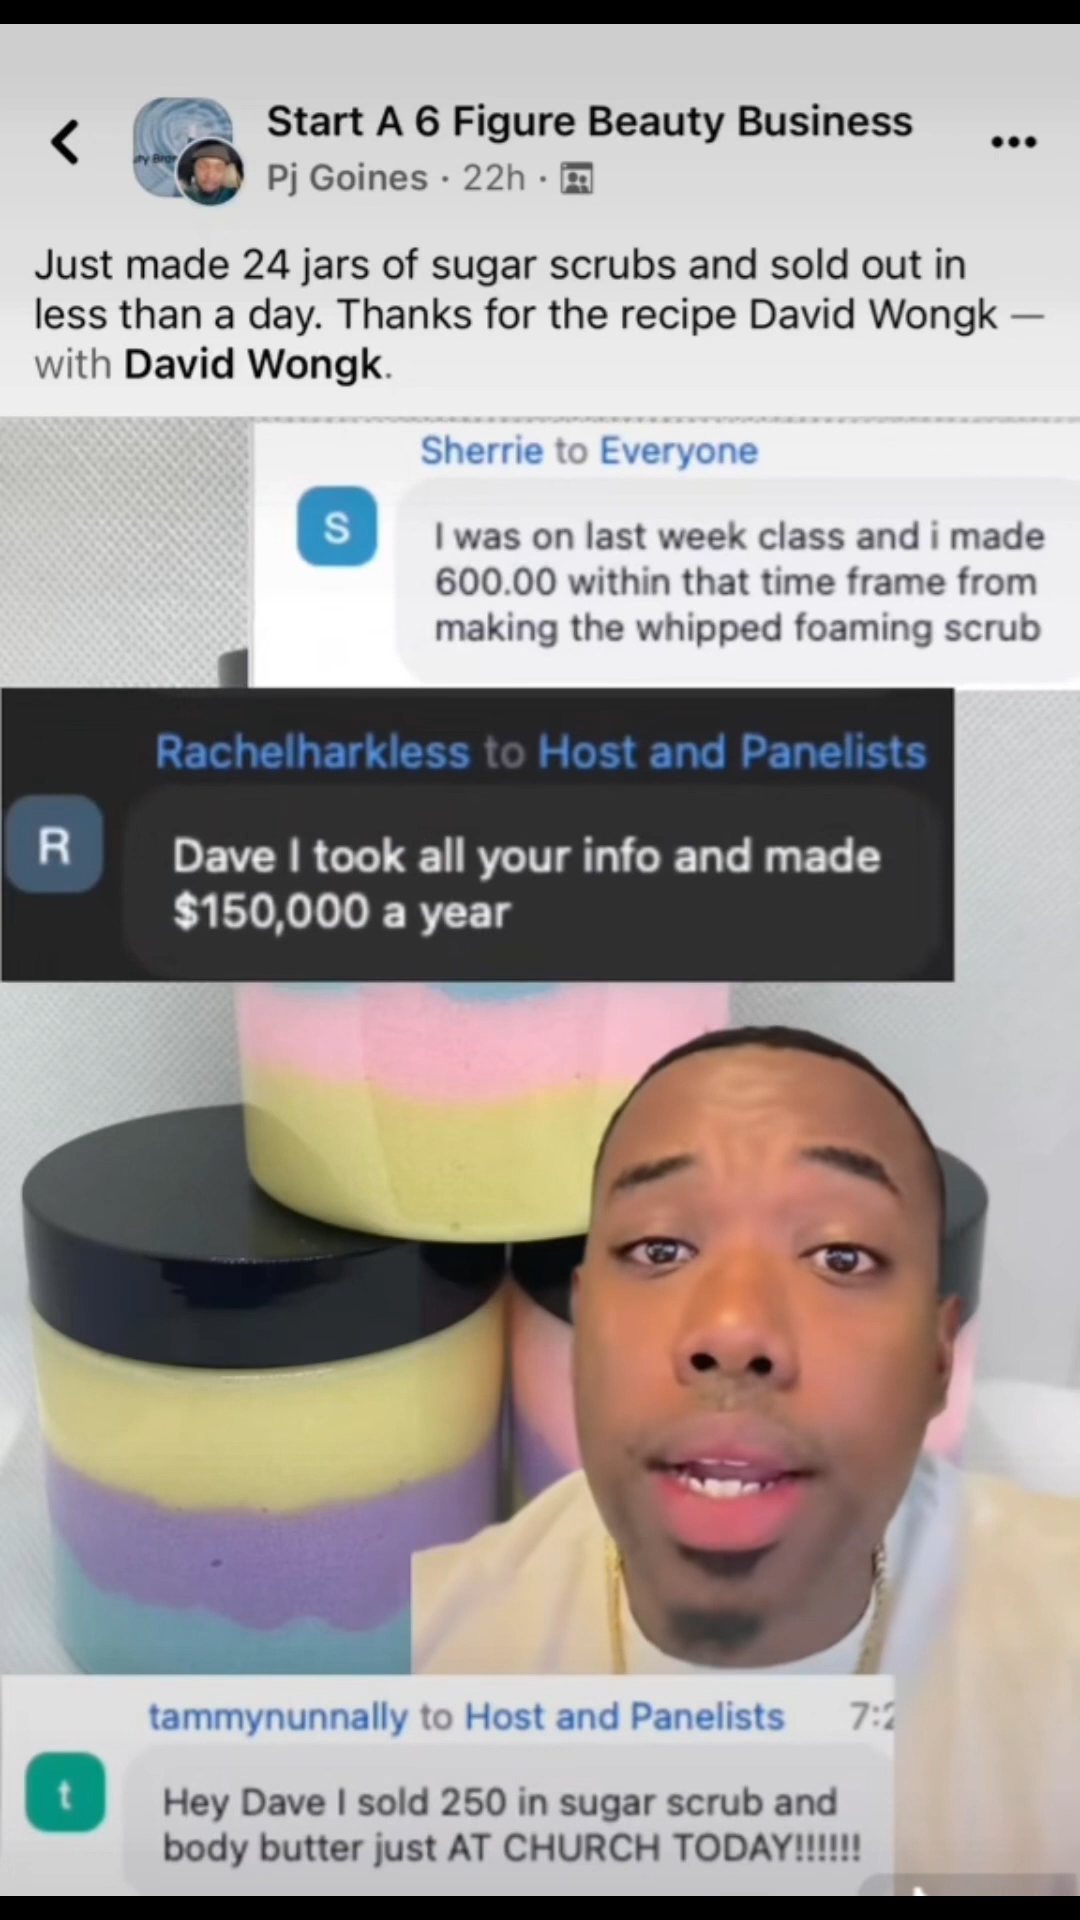 Start A 6 Figure Beauty Business
Pj Goines · 22h ·
Just made 24 jars of sugar scrubs and sold out in
less than a day. Thanks for the recipe David Wongk —
with David Wongk.
Sherrie to Everyone
S
I was on last week class and i made
600.00 within that time frame from
making the whipped foaming scrub
Rachelharkless to Host and Panelists
R
Dave I took all your info and made
$150,000 a year
tammynunnally to Host and Panelists
t
Hey Dave I sold 250 in sugar scrub and
body butter just AT CHURCH TODAY!!!!!!